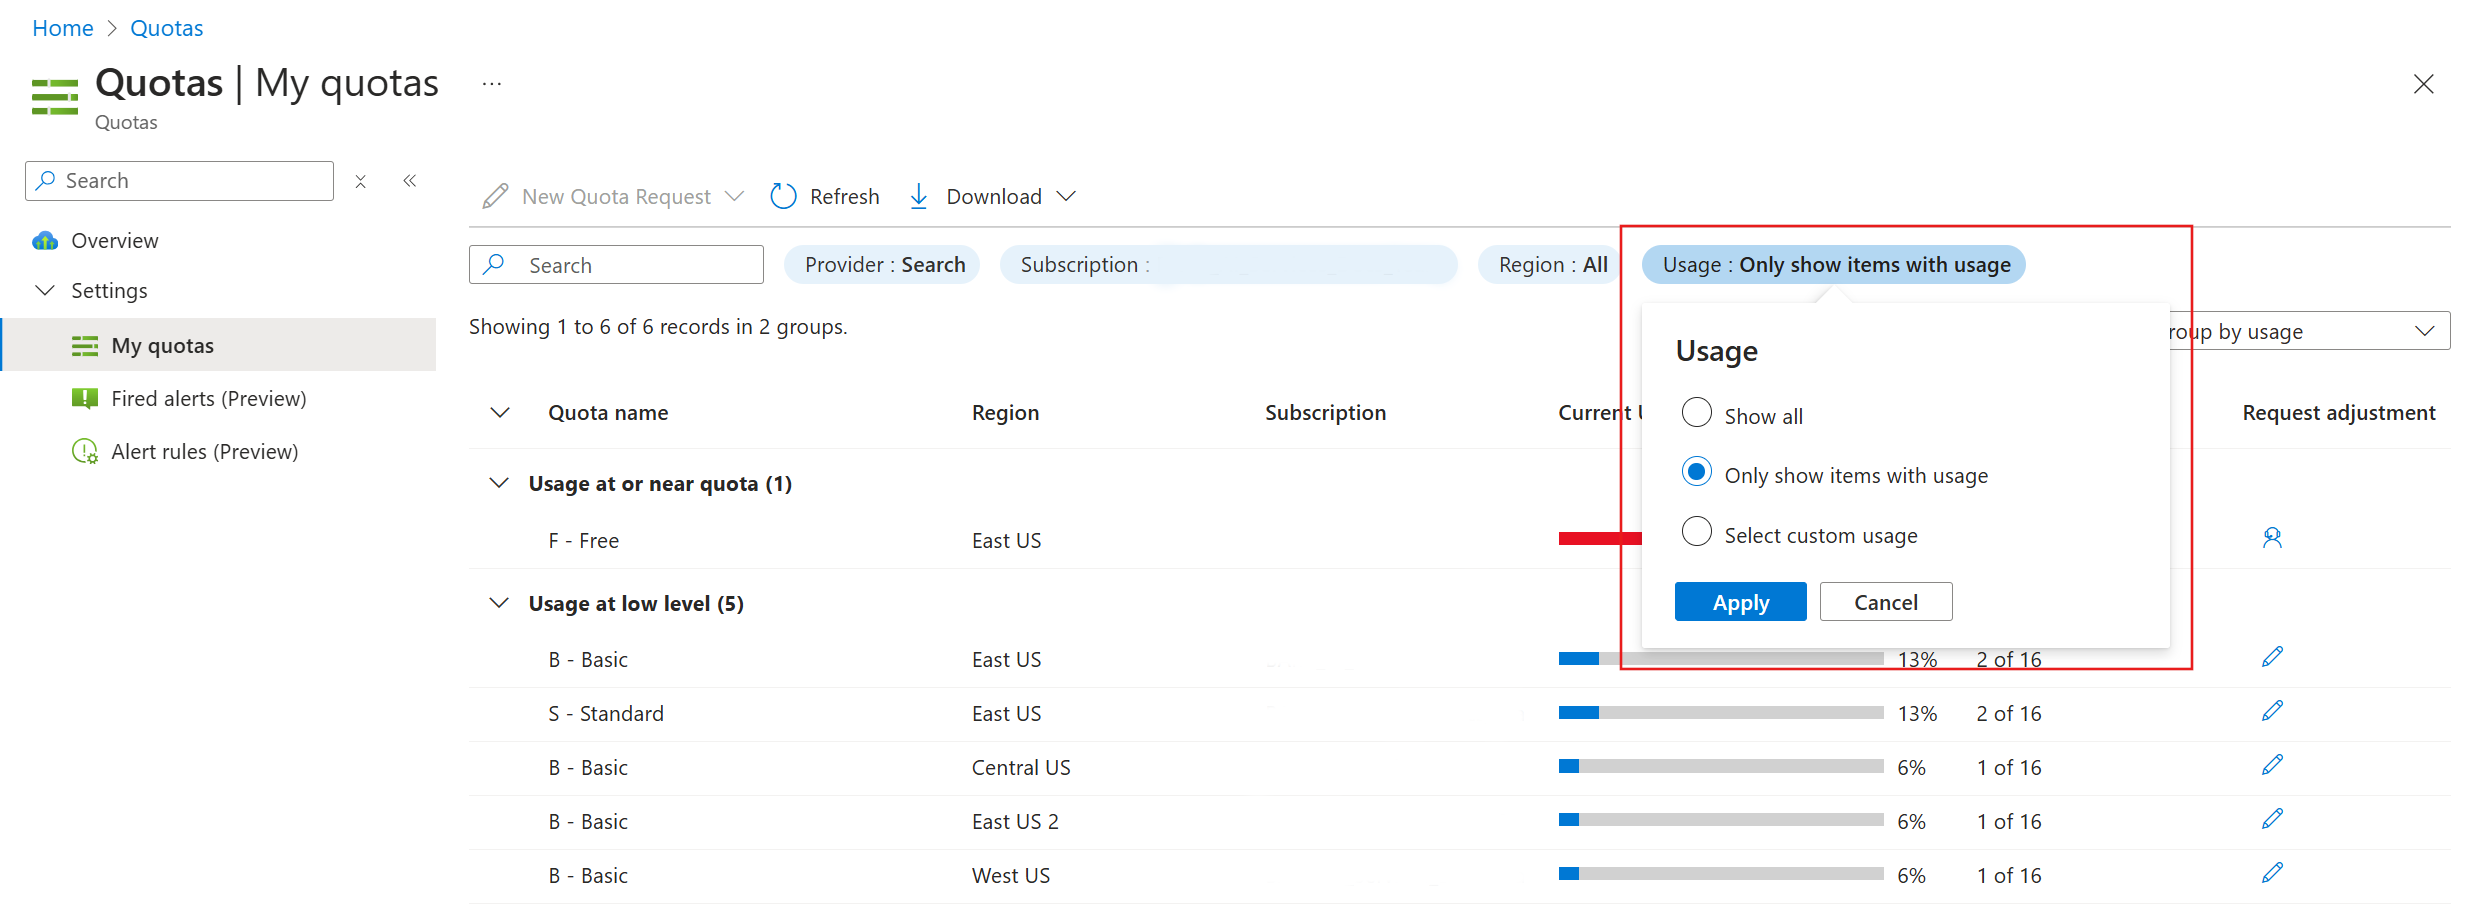 Home > Quotas
Quotas | My quotas ...
Quotas
Search
Overview
Settings
My quotas
Fired alerts (Preview)
Alert rules (Preview)
New Quota Request
Refresh
Download
Search
Provider : Search
Subscription :
Region : All
Usage : Only show items with usage
Showing 1 to 6 of 6 records in 2 groups.
roup by usage
Usage
Show all
Only show items with usage
Select custom usage
Apply
Cancel
Quota name Region Subscription Current Request adjustment
Usage at or near quota (1)
F - Free East US
Usage at low level (5)
B - Basic East US 13% 2 of 16
S - Standard East US 13% 2 of 16
B - Basic Central US 6% 1 of 16
B - Basic East US 2 6% 1 of 16
B - Basic West US 6% 1 of 16